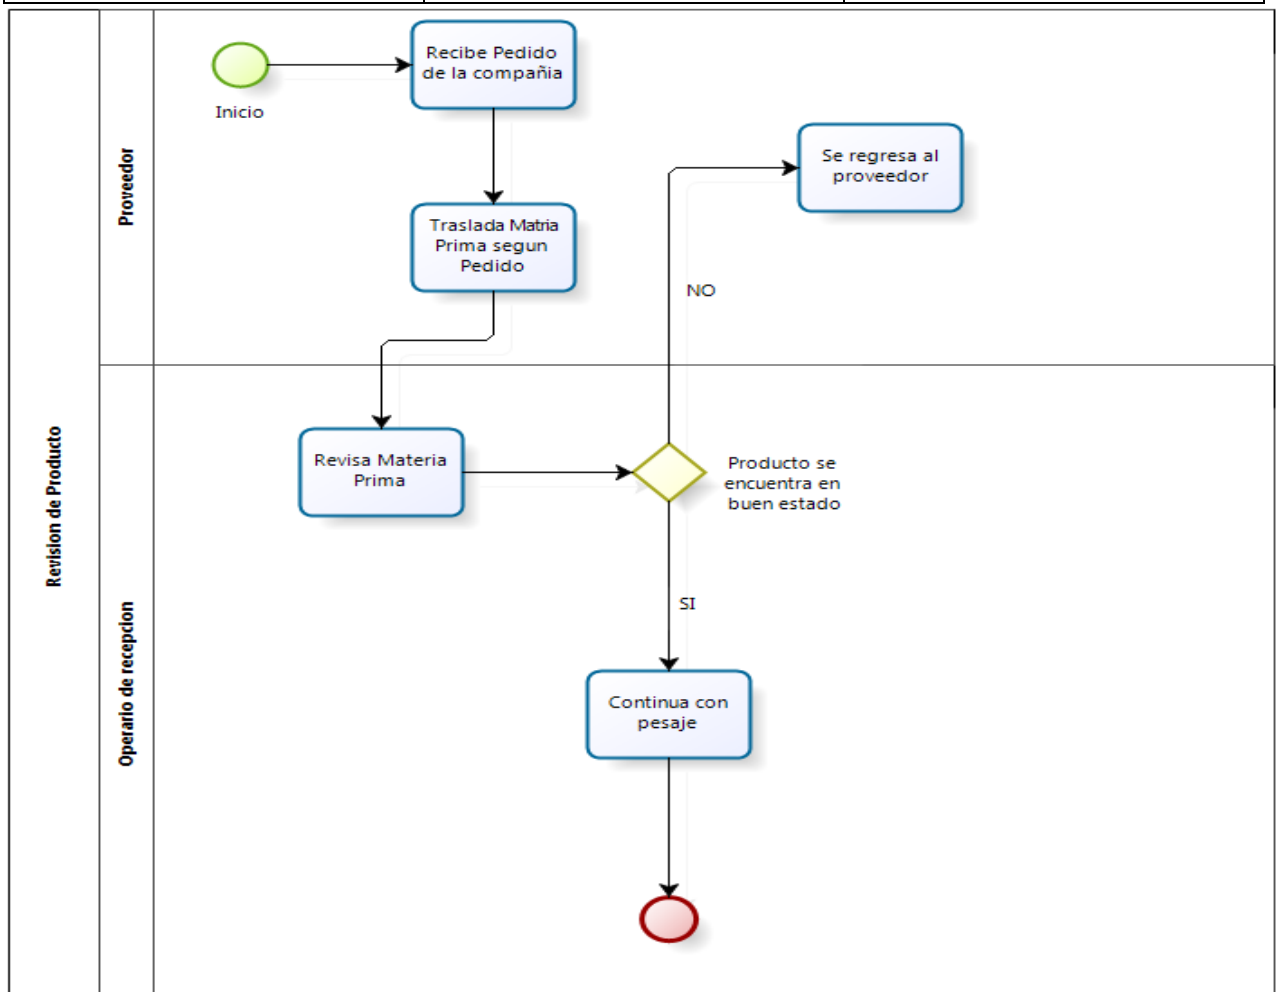 Revision de Producto
Proveedor
Inicio
Recibe Pedido
de la compañia
Traslada Matria
Prima segun
Pedido
Se regresa al
proveedor
NO
Operario de recepcion
Revisa Materia
Prima
Producto se
encuentra en
buen estado
SI
Continua con
pesaje